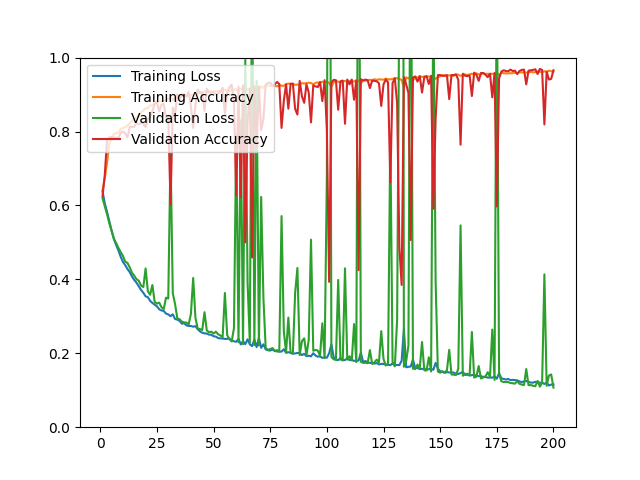 1.0
0.8
0.6
0.4
0.2
0.0
Training Loss
Training Accuracy
Validation Loss
Validation Accuracy
0 25 50 75 100 125 150 175 200